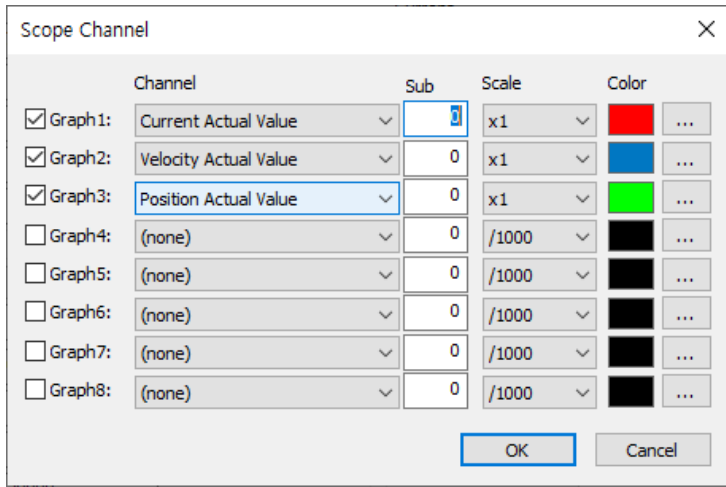 Scope Channel
Channel Sub Scale Color
Graph1: Current Actual Value 0 x1 ...
Graph2: Velocity Actual Value 0 x1 ...
Graph3: Position Actual Value 0 x1 ...
Graph4: (none) 0 /1000 ...
Graph5: (none) 0 /1000 ...
Graph6: (none) 0 /1000 ...
Graph7: (none) 0 /1000 ...
Graph8: (none) 0 /1000 ...
OK Cancel